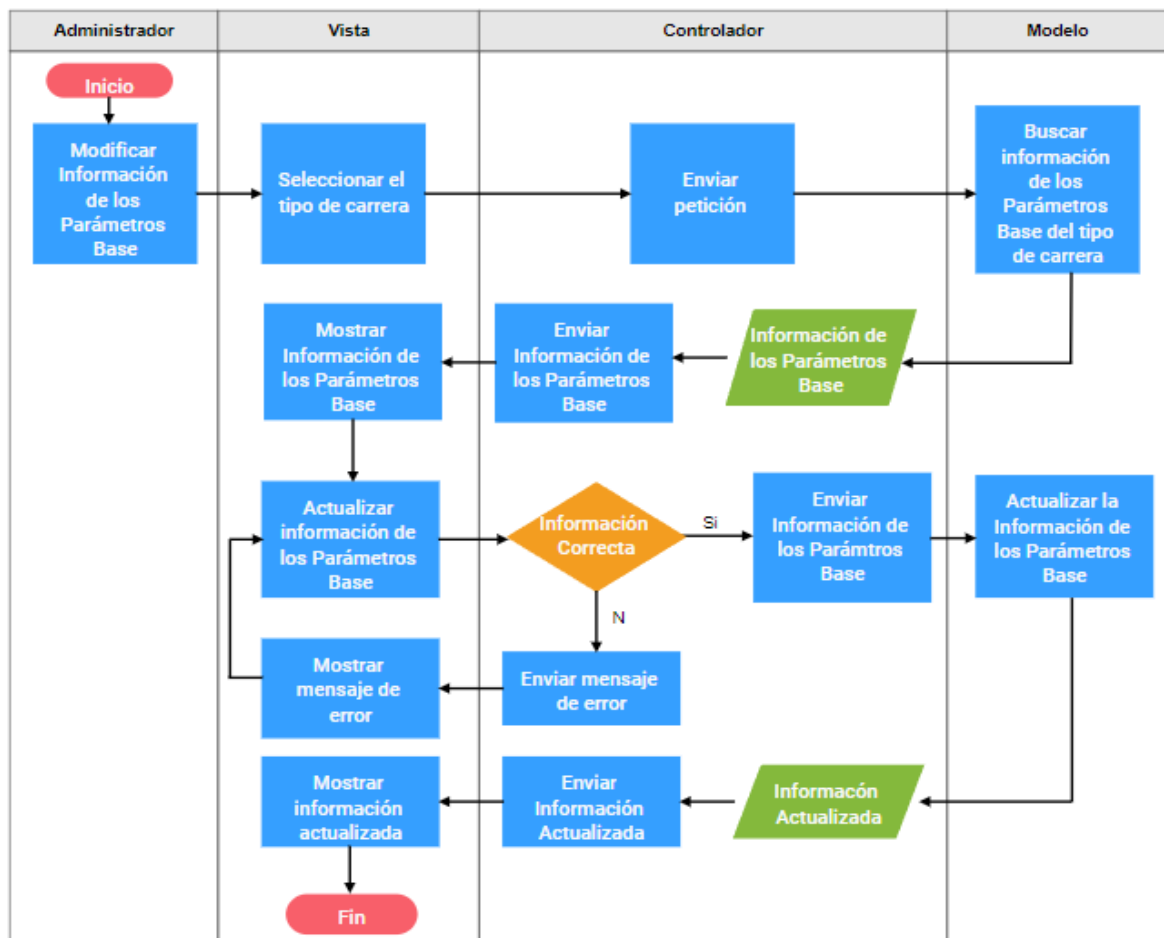 Administrador
Vista
Controlador
Modelo
Inicio
Modificar
Información
de los
Parámetros
Base
Seleccionar el
tipo de carrera
Enviar
petición
Buscar
información
de los
Parámetros
Base del tipo
de carrera
Mostrar
Información de
los Parámetros
Base
Enviar
Información de
los Parámetros
Base
Información de
los Parámetros
Base
Actualizar
información de
los Parámetros
Base
Información
Correcta
Si
Enviar
Información de
los Parámtros
Base
Actualizar la
Información de
los Parámetros
Base
N
Mostrar
mensaje de
error
Enviar mensaje
de error
Mostrar
información
actualizada
Enviar
Información
Actualizada
Informacón
Actualizada
Fin